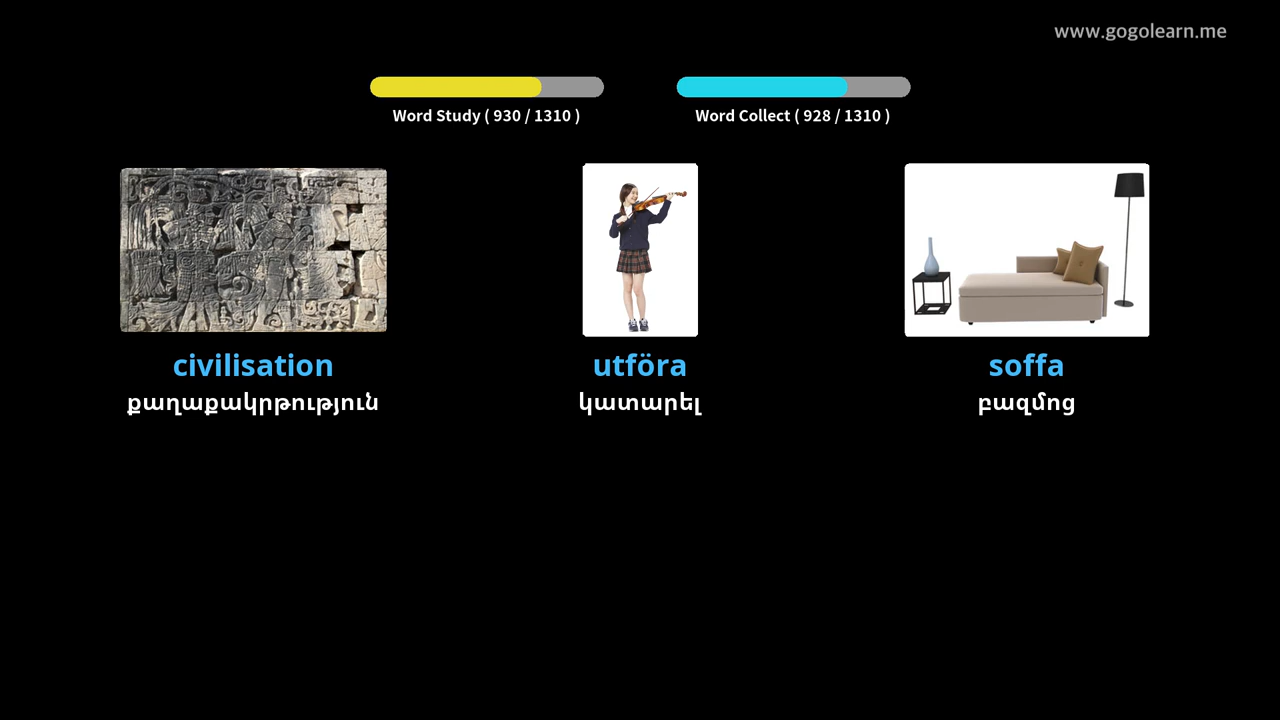 www.gogolearn.me
Word Study ( 930 / 1310 )
Word Collect ( 928 / 1310 )
civilisation
քաղաքակրթություն
utföra
կատարել
soffa
բազմոց